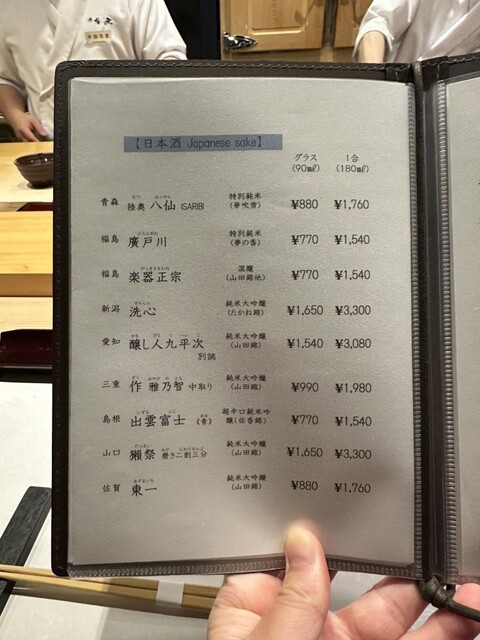 【日本酒 Japanese sake】
グラス (90㎖) 1合 (180㎖)
青森 陸奥 八仙 ISARIBI 特別純米 (華吹雪) ¥880 ¥1,760
福島 廣戸川 特別純米 (夢の香) ¥770 ¥1,540
福島 楽器正宗 混醸 (山田錦他) ¥770 ¥1,540
新潟 洗心 純米大吟醸 (たかね錦) ¥1,650 ¥3,300
愛知 醸し人九平次 別誂 純米大吟醸 (山田錦) ¥1,540 ¥3,080
三重 作 雅乃智 中取り 純米大吟醸 (山田錦) ¥990 ¥1,980
島根 出雲富士 《青》 超辛口純米吟醸(佐香錦) ¥770 ¥1,540
山口 獺祭 磨き二割三分 純米大吟醸 (山田錦) ¥1,650 ¥3,300
佐賀 東一 純米大吟醸 (山田錦) ¥880 ¥1,760